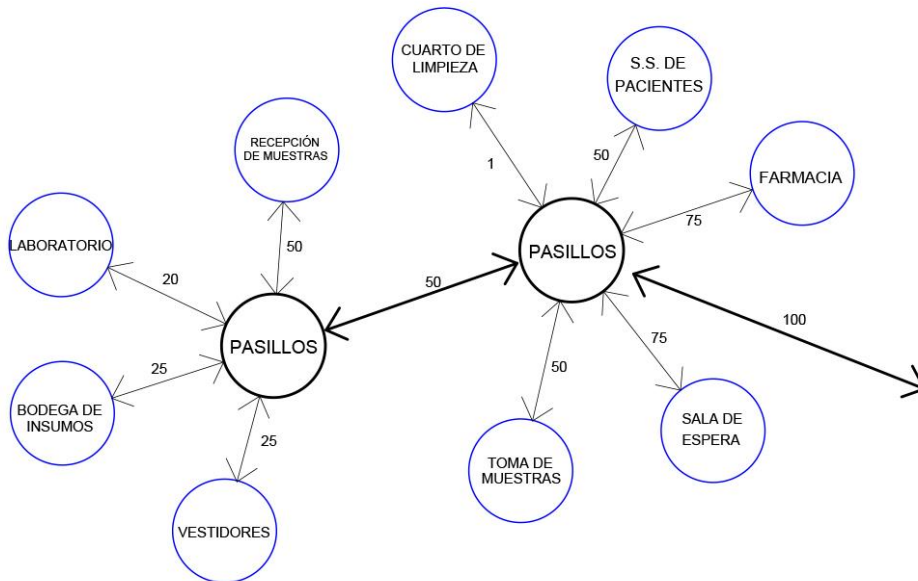 CUARTO DE
LIMPIEZA
S.S. DE
PACIENTES
RECEPCIÓN
DE MUESTRAS
50
1
FARMACIA
75
LABORATORIO
50
PASILLOS
20
50
100
PASILLOS
75
25
50
BODEGA DE
INSUMOS
SALA DE
ESPERA
25
TOMA DE
MUESTRAS
VESTIDORES